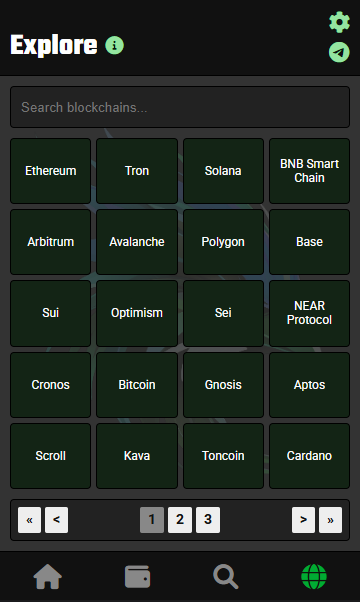 Explore
Search blockchains...
Ethereum
Tron
Solana
BNB Smart
Chain
Arbitrum
Avalanche
Polygon
Base
Sui
Optimism
Sei
NEAR
Protocol
Cronos
Bitcoin
Gnosis
Aptos
Scroll
Kava
Toncoin
Cardano
« < 1 2 3 > »